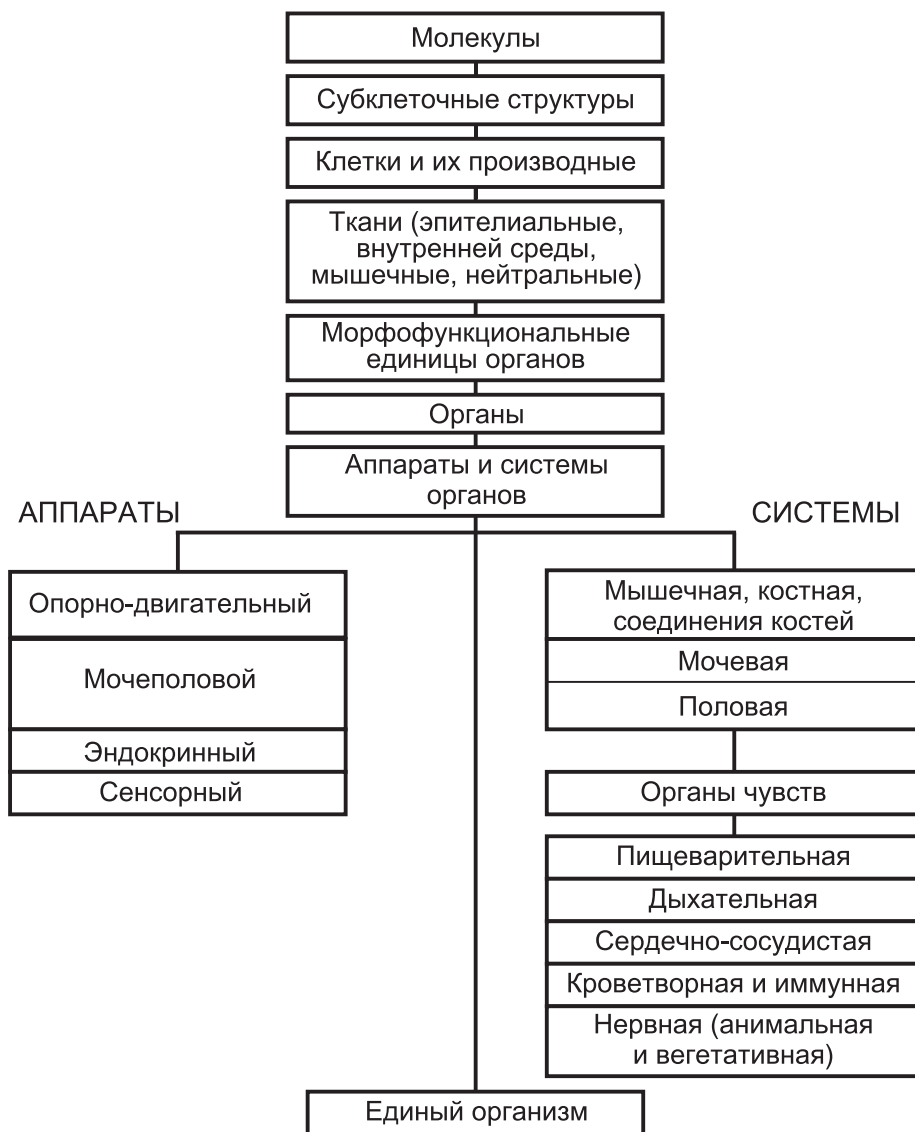 Молекулы
Субклеточные структуры
Клетки и их производные
Ткани (эпителиальные,
внутренней среды,
мышечные, нейтральные)
Морфофункциональные
единицы органов
Органы
Аппараты и системы
органов
АППАРАТЫ
СИСТЕМЫ
Опорно-двигательный
Мочеполовой
Эндокринный
Сенсорный
Мышечная, костная,
соединения костей
Мочевая
Половая
Органы чувств
Пищеварительная
Дыхательная
Сердечно-сосудистая
Кроветворная и иммунная
Нервная (анимальная
и вегетативная)
Единый организм